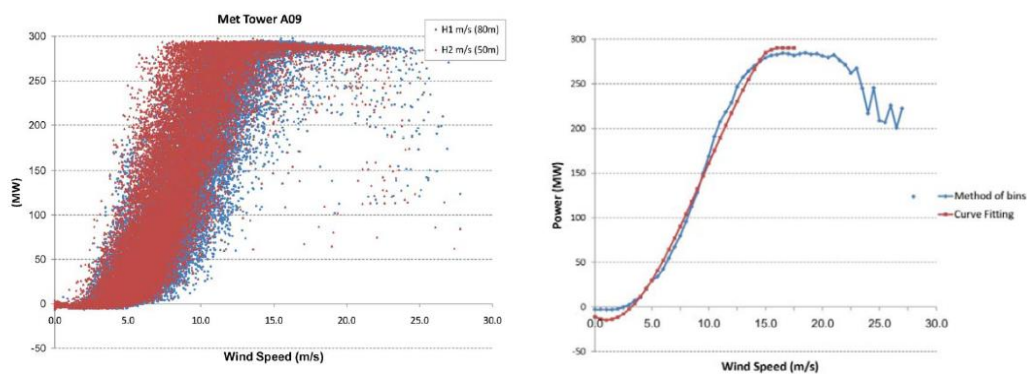 Met Tower A09
H1 m/s (80m)
H2 m/s (50m)
300
250
200
150
100
50
0
-50
(MW)
0.0 5.0 10.0 15.0 20.0 25.0 30.0
Wind Speed (m/s)
300
250
200
150
100
50
0
-50
Power (MW)
0.0 5.0 10.0 15.0 20.0 25.0 30.0
Wind Speed (m/s)
Method of bins
Curve Fitting